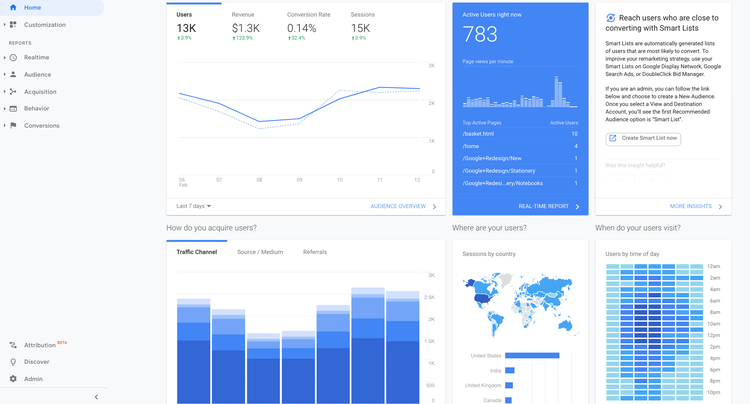 Home
Customization
REPORTS
Realtime
Audience
Acquisition
Behavior
Conversions
Attribution BETA
Discover
Admin
Users
13K
3.9%
Revenue
$1.3K
123.9%
Conversion Rate
0.14%
32.4%
Sessions
15K
3.9%
3K
2K
1K
0
06
Feb
07
08
09
10
11
12
Last 7 days
AUDIENCE OVERVIEW
Active Users right now
783
Page views per minute
Top Active Pages
Active Users
/basket.html 10
/home 4
/Google+Redesign/New 1
/Google+Redesign/Stationery 1
/Google+Redesi...ery/Notebooks 1
REAL-TIME REPORT
Reach users who are close to
converting with Smart Lists
Smart Lists are automatically generated lists
of users that are most likely to convert. To
improve your marketing strategy, use your
Smart Lists on Google Display Network, Google
Search Ads, or DoubleClick Bid Manager.
If you are an admin, you can follow the link
below and choose to create a New Audience.
Once you select a View and Destination
Account, you'll see the first Recommended
Audience option is "Smart List".
Create Smart List now
Was this insight helpful?
MORE INSIGHTS
How do you acquire users?
Traffic Channel
Source / Medium
Referrals
3K
2.5K
2K
1.5K
1K
500
0
Where are your users?
Sessions by country
United States
India
United Kingdom
Canada
When do your users visit?
Users by time of day
12am
2am
4am
6am
8am
10am
12pm
2pm
4pm
6pm
8pm
10pm